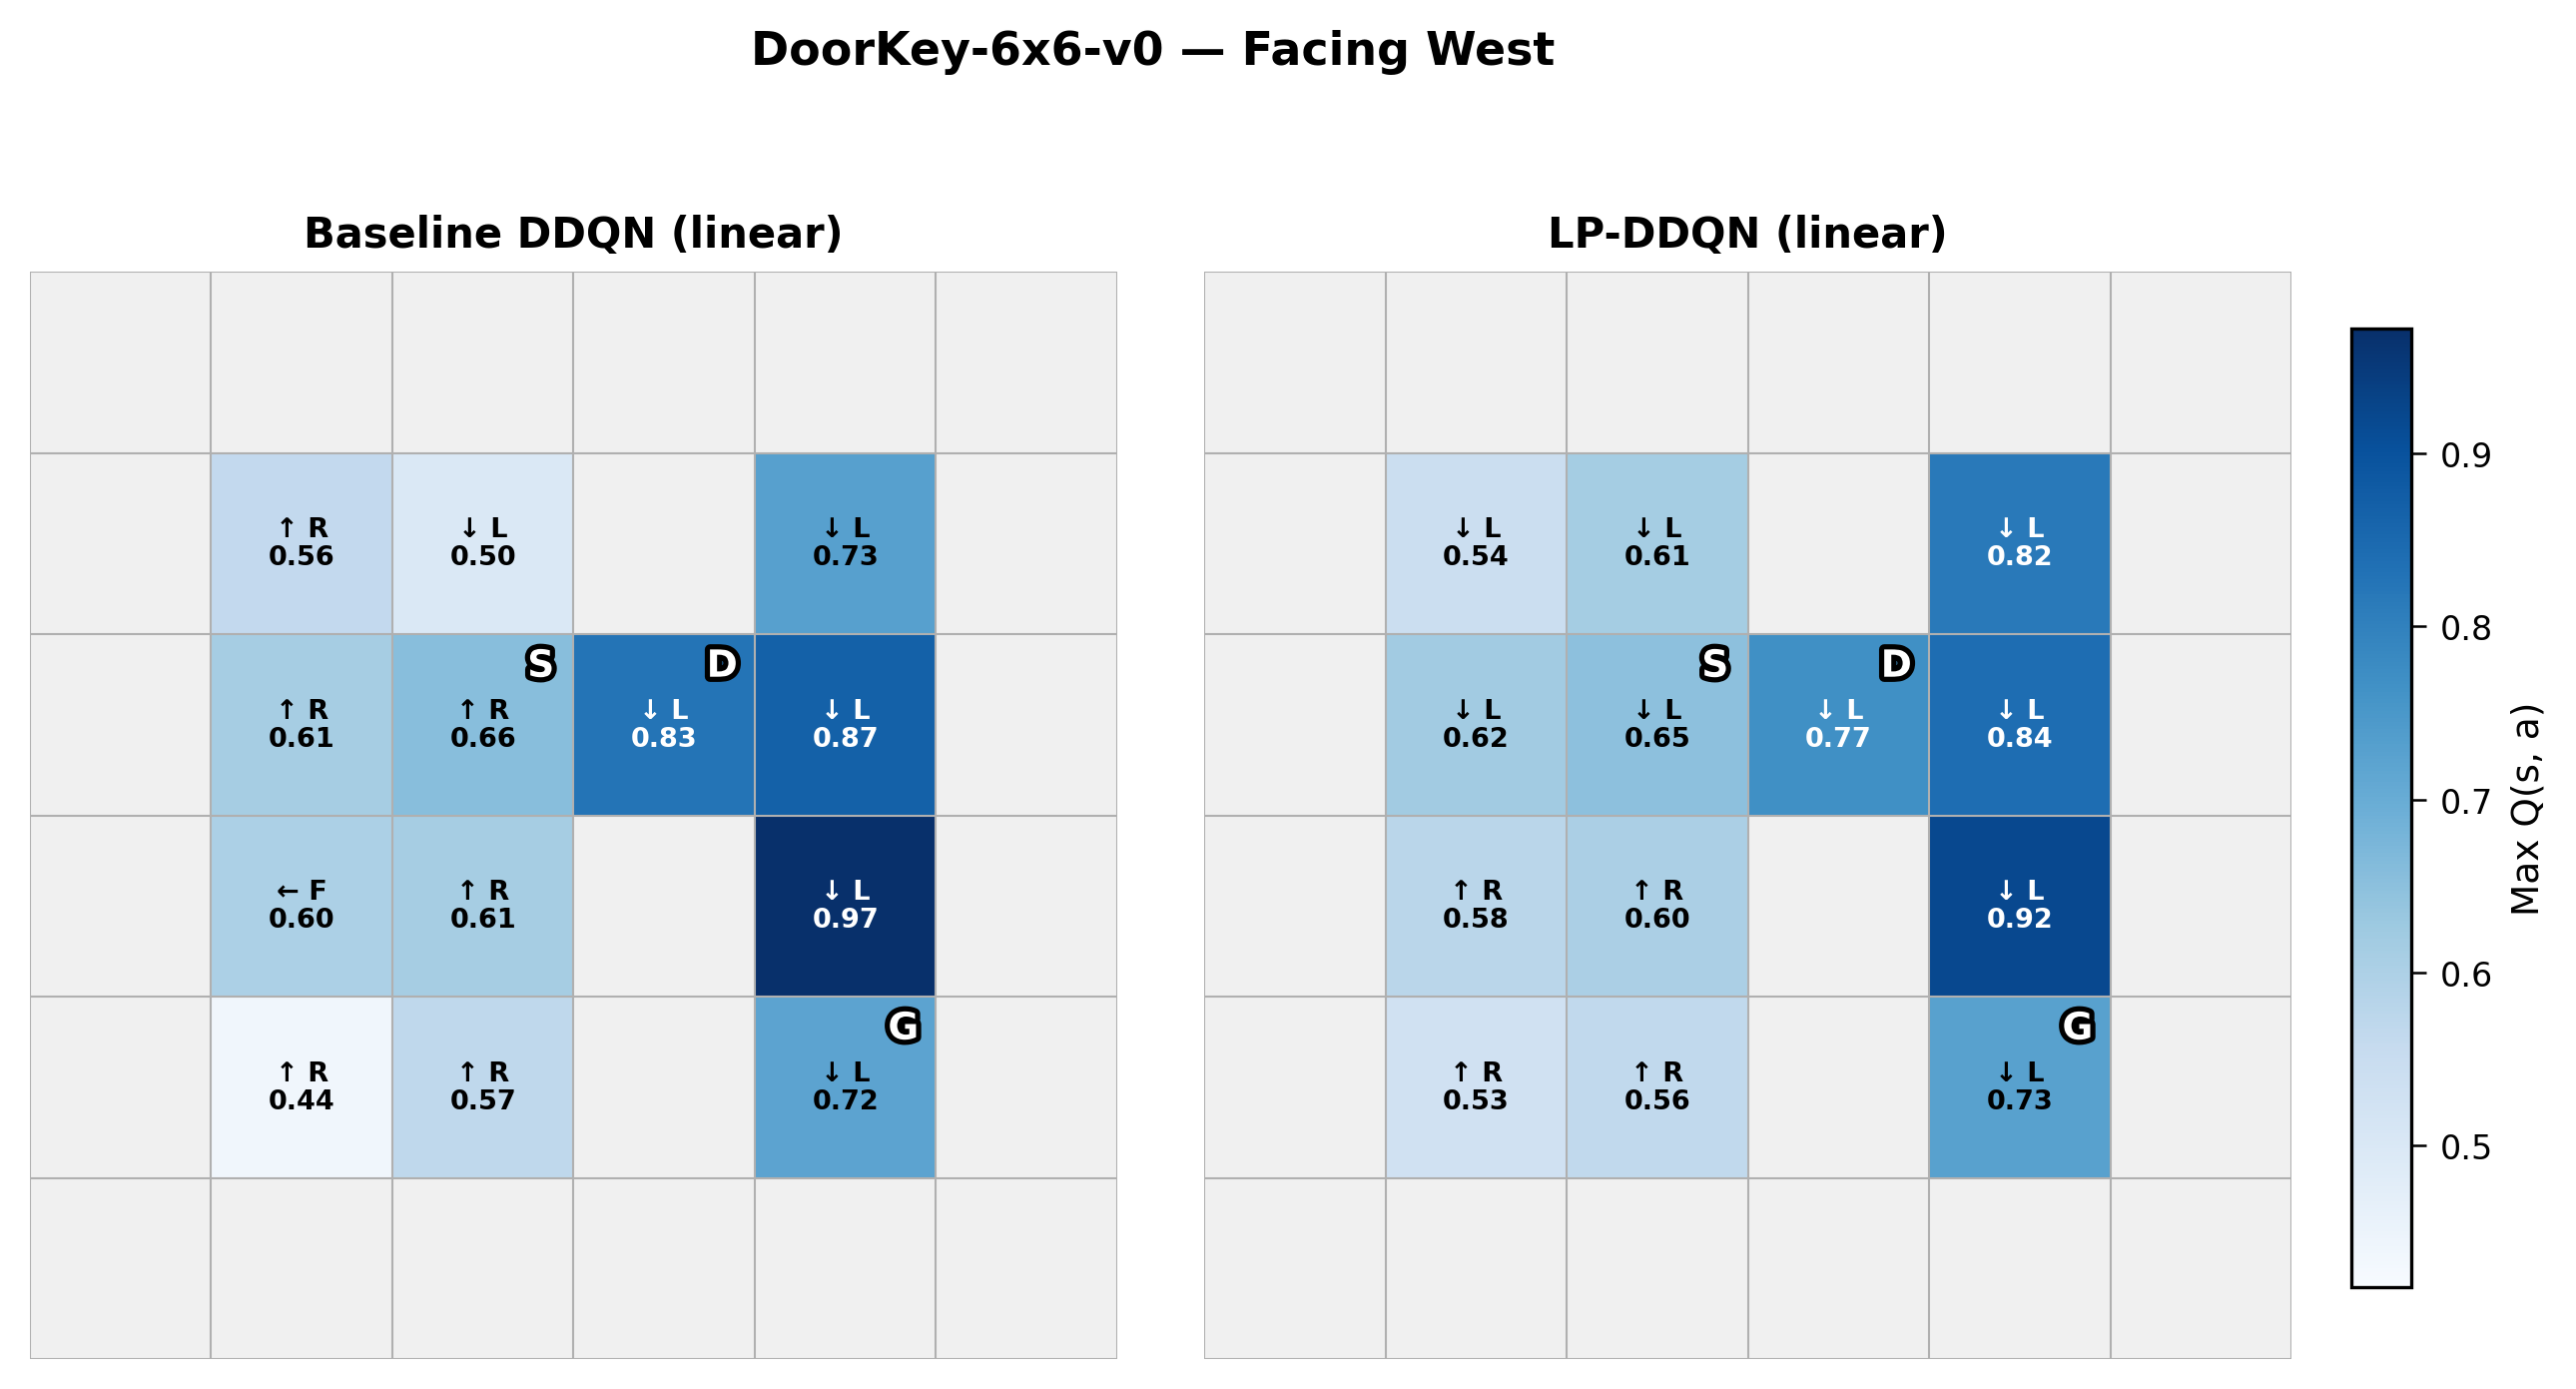 DoorKey-6x6-v0 — Facing West
Baseline DDQN (linear)
↑ R
0.56
↓ L
0.50
↓ L
0.73
↑ R
0.61
S
↑ R
0.66
D
↓ L
0.83
↓ L
0.87
← F
0.60
↑ R
0.61
↓ L
0.97
↑ R
0.44
↑ R
0.57
G
↓ L
0.72
LP-DDQN (linear)
↓ L
0.54
↓ L
0.61
↓ L
0.82
↓ L
0.62
S
↓ L
0.65
D
↓ L
0.77
↓ L
0.84
↑ R
0.58
↑ R
0.60
↓ L
0.92
↑ R
0.53
↑ R
0.56
G
↓ L
0.73
0.9
0.8
0.7
0.6
0.5
Max Q(s, a)